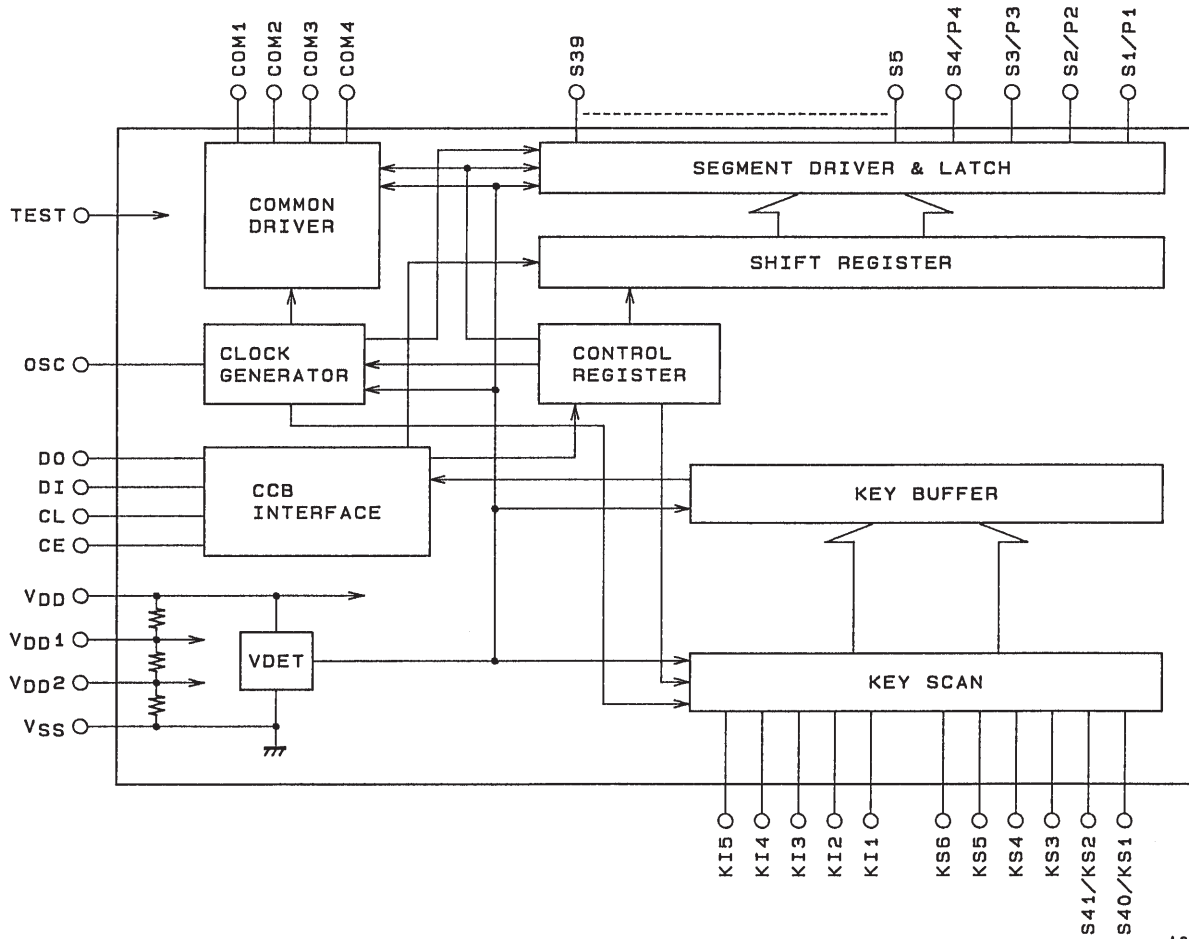 COM1
COM2
COM3
COM4
S39
S5
S4/P4
S3/P3
S2/P2
S1/P1
TEST
COMMON
DRIVER
SEGMENT DRIVER & LATCH
SHIFT REGISTER
OSC
CLOCK
GENERATOR
CONTROL
REGISTER
DO
DI
CL
CE
CCB
INTERFACE
KEY BUFFER
VDD
VDD1
VDD2
VSS
VDET
KEY SCAN
KI5
KI4
KI3
KI2
KI1
KS6
KS5
KS4
KS3
S41/KS2
S40/KS1